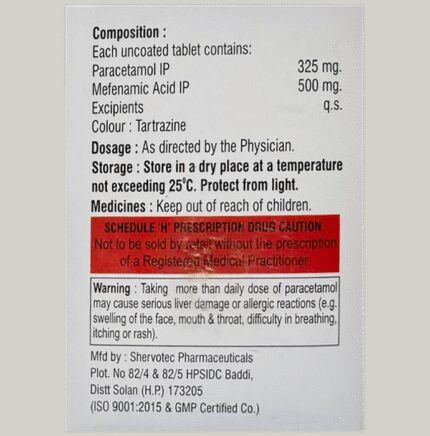 Composition :
Each uncoated tablet contains:
Paracetamol IP 325 mg.
Mefenamic Acid IP 500 mg.
Excipients q.s.
Colour : Tartrazine
Dosage : As directed by the Physician.
Storage : Store in a dry place at a temperature
not exceeding 25°C. Protect from light.
Medicines : Keep out of reach of children.
SCHEDULE 'H' PRESCRIPTION DRUG CAUTION
Not to be sold by retail without the prescription
of a Registered Medical Practitioner
Warning : Taking more than daily dose of paracetamol
may cause serious liver damage or allergic reactions (e.g.
swelling of the face, mouth & throat, difficulty in breathing,
itching or rash).
Mfd by : Shervotec Pharmaceuticals
Plot. No 82/4 & 82/5 HPSIDC Baddi,
Distt Solan (H.P.) 173205
(ISO 9001:2015 & GMP Certified Co.)